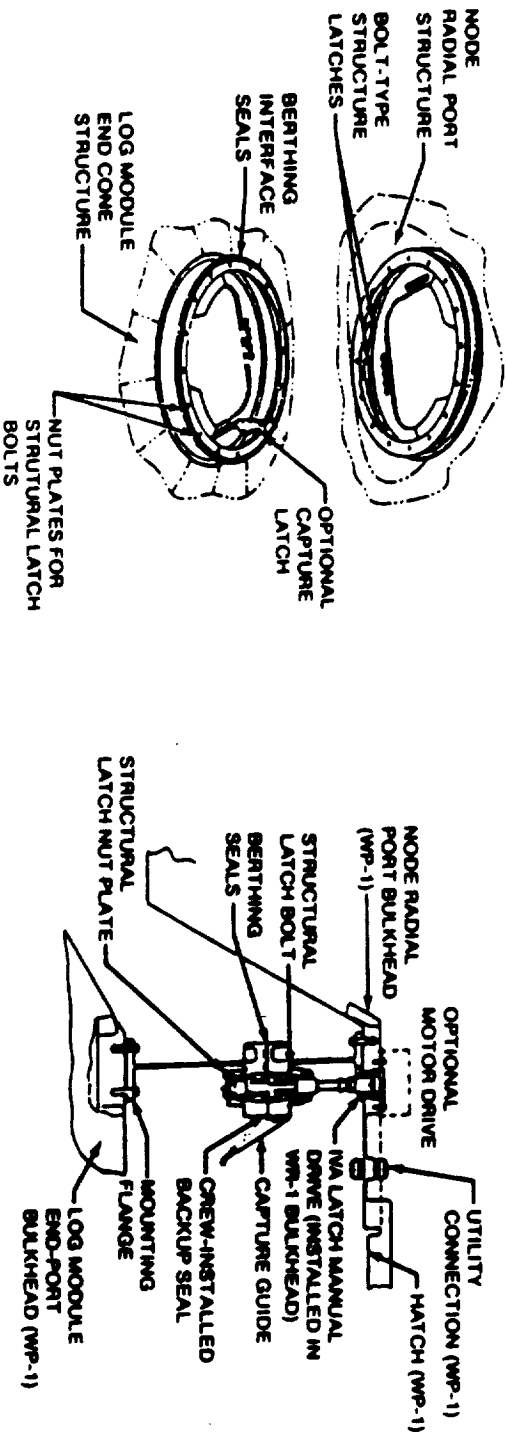 NODE
RADIAL PORT
STRUCTURE
BOLT-TYPE
STRUCTURE
LATCHES
BERTHING
INTERFACE
SEALS
LOG MODULE
END CONE
STRUCTURE
OPTIONAL
CAPTURE
LATCH
NUT PLATES FOR
STRUTURAL LATCH
BOLTS
OPTIONAL
MOTOR DRIVE
NODE RADIAL
PORT BULKHEAD
(WP-1)
STRUCTURAL
LATCH BOLT
BERTHING
SEALS
STRUCTURAL
LATCH NUT PLATE
UTILITY
CONNECTION (WP-1)
HATCH (WP-1)
IVA LATCH MANUAL
DRIVE (INSTALLED IN
WR-1 BULKHEAD)
CAPTURE GUIDE
CREW-INSTALLED
BACKUP SEAL
MOUNTING
FLANGE
LOG MODULE
END-PORT
BULKHEAD (WP-1)